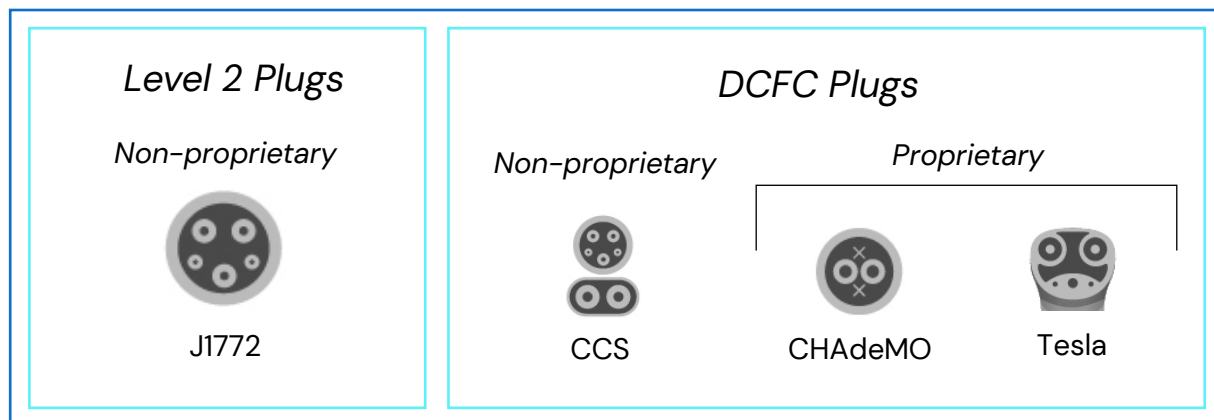 Level 2 Plugs
Non-proprietary
J1772
DCFC Plugs
Non-proprietary
Proprietary
CCS
CHAdeMO
Tesla